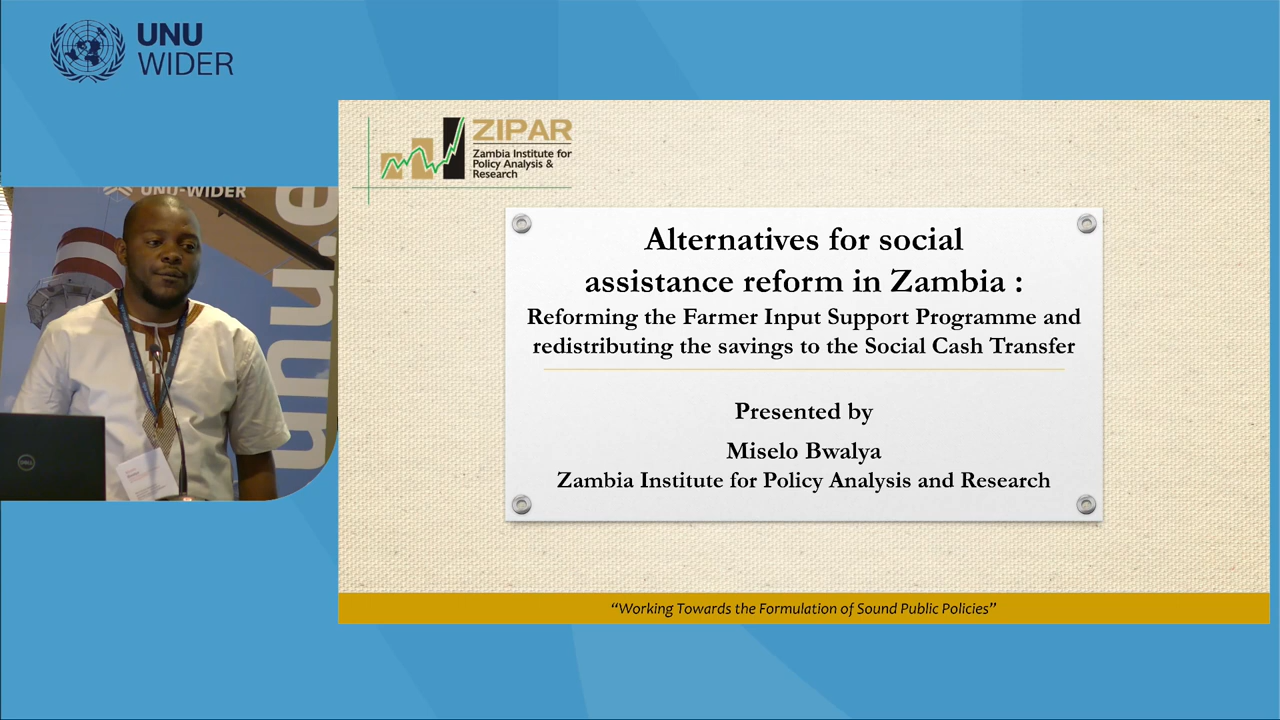 UNU
WIDER
ZIPAR
Zambia Institute for
Policy Analysis &
Research
UNU-WIDER
unu.e
DELL
Alternatives for social
assistance reform in Zambia :
Reforming the Farmer Input Support Programme and
redistributing the savings to the Social Cash Transfer
Presented by
Miselo Bwalya
Zambia Institute for Policy Analysis and Research
“Working Towards the Formulation of Sound Public Policies”